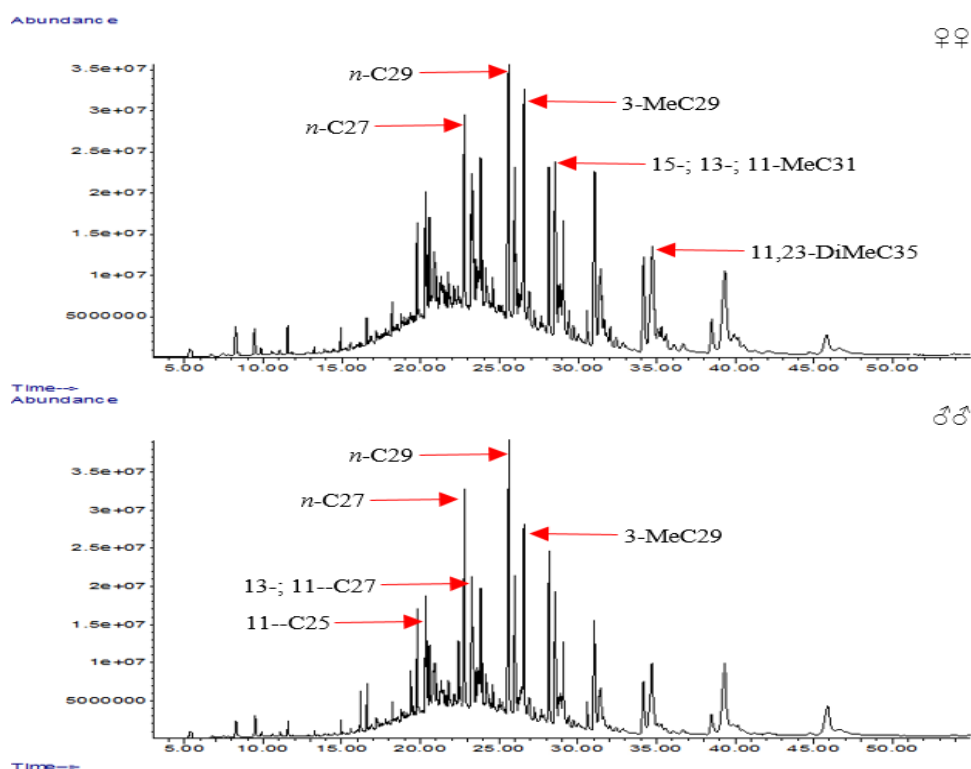 Abundance
♀♀
3.5e+07
n-C29
3e+07
3-MeC29
n-C27
2.5e+07
2e+07
15-; 13-; 11-MeC31
1.5e+07
1e+07
11,23-DiMeC35
5000000
10.00 20.00 30.00 40.00 50.00
5.00 15.00 25.00 35.00 45.00
Time-->
Abundance
♂♂
3.5e+07
n-C29
3e+07
n-C27
2.5e+07
3-MeC29
2e+07
13-; 11--C27
1.5e+07
11--C25
1e+07
5000000
5.00 10.00 15.00 20.00 25.00 30.00 35.00 40.00 45.00 50.00
Time-->